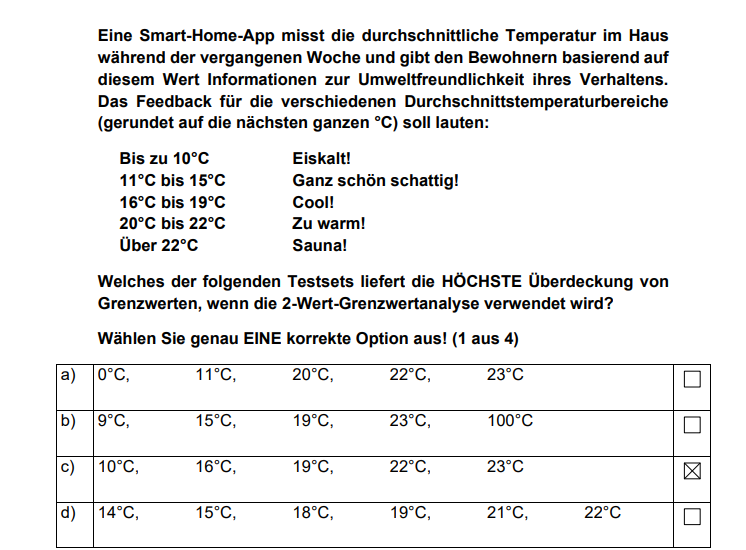 Eine Smart-Home-App misst die durchschnittliche Temperatur im Haus
während der vergangenen Woche und gibt den Bewohnern basierend auf
diesem Wert Informationen zur Umweltfreundlichkeit ihres Verhaltens.
Das Feedback für die verschiedenen Durchschnittstemperaturbereiche
(gerundet auf die nächsten ganzen °C) soll lauten:
Bis zu 10°C Eiskalt!
11°C bis 15°C Ganz schön schattig!
16°C bis 19°C Cool!
20°C bis 22°C Zu warm!
Über 22°C Sauna!
Welches der folgenden Testsets liefert die HÖCHSTE Überdeckung von
Grenzwerten, wenn die 2-Wert-Grenzwertanalyse verwendet wird?
Wählen Sie genau EINE korrekte Option aus! (1 aus 4)
a) 0°C, 11°C, 20°C, 22°C, 23°C
b) 9°C, 15°C, 19°C, 23°C, 100°C
c) 10°C, 16°C, 19°C, 22°C, 23°C
d) 14°C, 15°C, 18°C, 19°C, 21°C, 22°C